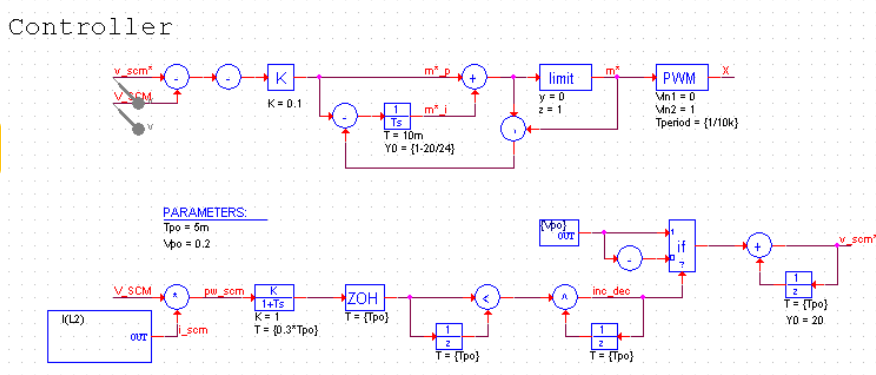 Controller
v_scm*
V_SCM
v
-
-
K
K = 0.1
m*_p
+
-
1
Ts
T = 10m
Y0 = {1-20/24}
m*_i
limit
y = 0
z = 1
m*
PWM
Vin1 = 0
Vin2 = 1
Tperiod = {1/10k}
X
PARAMETERS:
Tpo = 5m
Vpo = 0.2
{Vpo}
OUT
-
1
if
?
+
v_scm*
1
z
T = {Tpo}
Y0 = 20
V_SCM
*
I(L2)
OUT
i_scm
pw_scm
K
1+Ts
K = 1
T = {0.3*Tpo}
ZOH
T = {Tpo}
1
z
T = {Tpo}
<
^
inc_dec
1
z
T = {Tpo}